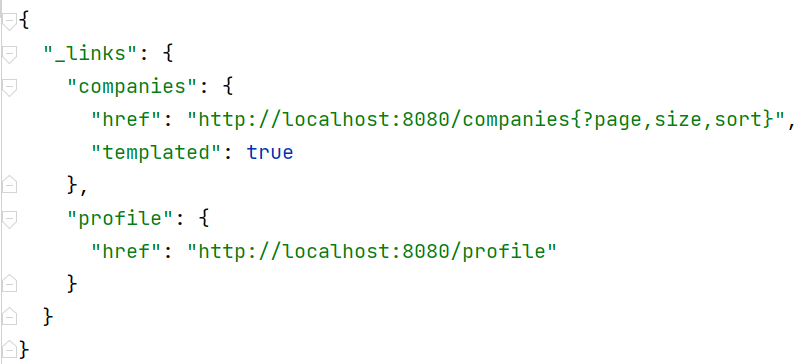 {
  "_links": {
    "companies": {
      "href": "http://localhost:8080/companies{?page,size,sort}",
      "templated": true
    },
    "profile": {
      "href": "http://localhost:8080/profile"
    }
  }
}